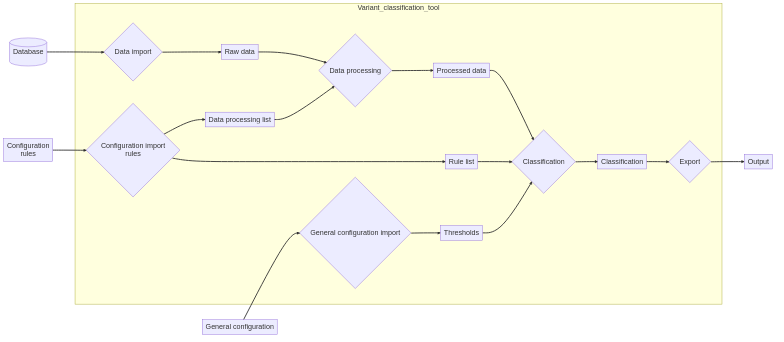 Variant_classification_tool
Database
Data import
Raw data
Data processing
Processed data
Data processing list
Configuration
rules
Configuration import
rules
Rule list
Classification
Classification
Export
Output
General configuration import
Thresholds
General configuration